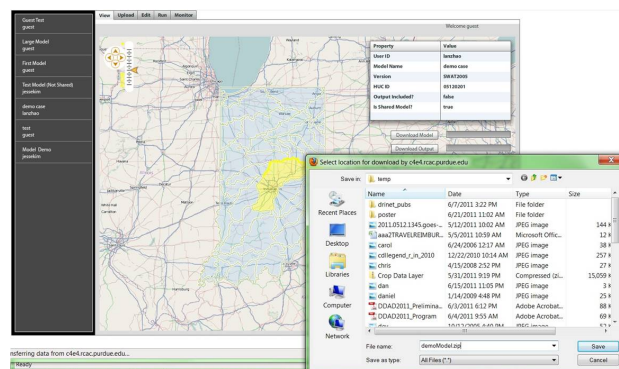 View Upload Edit Run Monitor
Welcome guest
Guest Test
guest
Large Model
guest
First Model
guest
Test Model (Not Shared)
jessekim
demo case
lanzhao
test
guest
Model Demo
jessekim
Property Value
User ID lanzhao
Model Name demo case
Version SWAT2005
HUC ID 05120201
Output Included? false
Is Shared Model? true
Download Model
Download Output
Select location for download by c4e4.rcac.purdue.edu
Save in: temp
Name Date Type Size
drinet_pubs 6/7/2011 3:22 PM File folder
poster 6/21/2011 11:02 AM File folder
2011.0512.1345.goes-... 5/12/2011 10:02 AM JPEG image 144 K
aaa2TRAVELREIMBUR... 5/5/2011 10:59 AM Microsoft Offic... 12 K
carol 6/24/2006 12:17 AM JPEG image 38 K
cdllegend_r_in_2010 12/22/2010 10:14 AM JPEG image 257 K
chris 4/15/2008 2:52 PM JPEG image 27 K
Crop Data Layer 5/31/2011 9:19 PM Compressed (zi... 15,059 K
dan 6/15/2011 11:05 PM JPEG image 3 K
daniel 1/14/2009 4:48 PM JPEG image 25 K
DDAD2011_Prelimina... 6/3/2011 6:12 PM Adobe Acrobat... 88 K
DDAD2011_Program 6/4/2011 9:55 AM Adobe Acrobat... 69 K
10/12/2005 4:40 PM JPEG image
Recent Places
Desktop
Libraries
Computer
Network
File name: demoModel.zip
Save
Save as type: All Files (*.*)
Cancel
nsferring data from c4e4.rcac.purdue.edu...
Ready